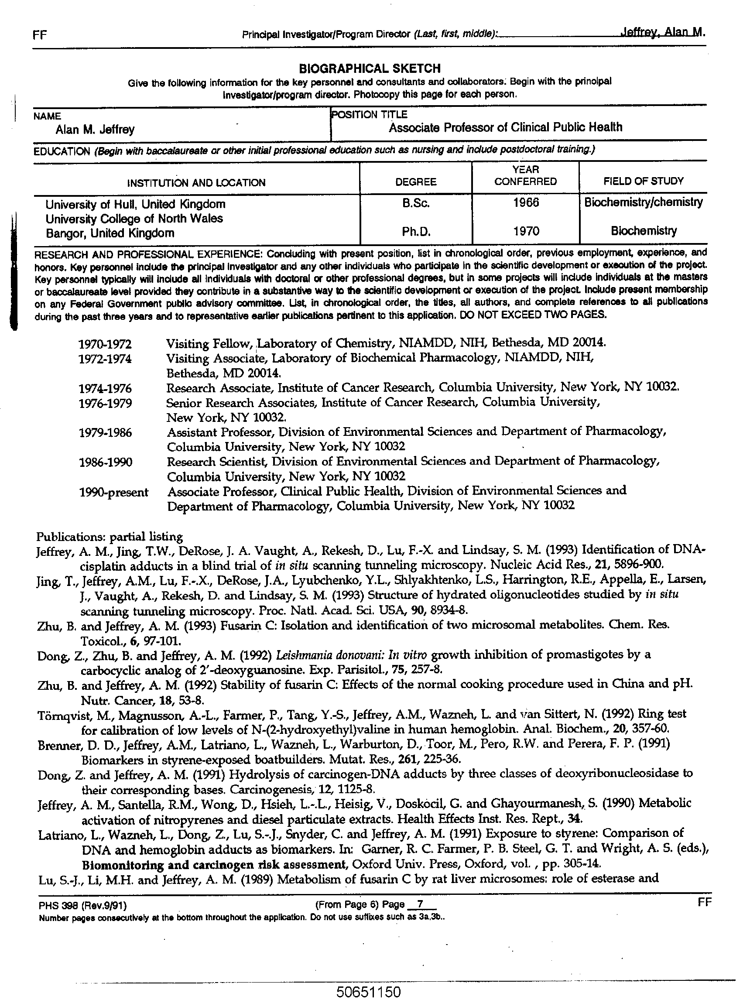 FF Principal Investigator/Program Director (Last, first, middle): Jeffrey, Alan M.
BIOGRAPHICAL SKETCH
Give the following information for the key personnel and consultants and collaborators. Begin with the principal
investigator/program director. Photocopy this page for each person.
NAME POSITION TITLE
Alan M. Jeffrey Associate Professor of Clinical Public Health
EDUCATION (Begin with baccalaureate or other initial professional education such as nursing and include postdoctoral training.)
INSTITUTION AND LOCATION DEGREE YEAR CONFERRED FIELD OF STUDY
University of Hull, United Kingdom B.Sc. 1966 Biochemistry/chemistry
University College of North Wales
Bangor, United Kingdom Ph.D. 1970 Biochemistry
RESEARCH AND PROFESSIONAL EXPERIENCE: Concluding with present position, list in chronological order, previous employment, experience, and
honors. Key personnel include the principal investigator and any other individuals who participate in the scientific development or execution of the project.
Key personnel typically will include all individuals with doctoral or other professional degrees, but in some projects will include individuals at the masters
or baccalaureate level provided they contribute in a substantive way to the scientific development or execution of the project. Include present membership
on any Federal Government public advisory committee. List, in chronological order, the titles, all authors, and complete references to all publications
during the past three years and to representative earlier publications pertinent to this application. DO NOT EXCEED TWO PAGES.
1970-1972 Visiting Fellow, Laboratory of Chemistry, NIAMDD, NIH, Bethesda, MD 20014.
1972-1974 Visiting Associate, Laboratory of Biochemical Pharmacology, NIAMDD, NIH,
Bethesda, MD 20014.
1974-1976 Research Associate, Institute of Cancer Research, Columbia University, New York, NY 10032.
1976-1979 Senior Research Associates, Institute of Cancer Research, Columbia University,
New York, NY 10032.
1979-1986 Assistant Professor, Division of Environmental Sciences and Department of Pharmacology,
Columbia University, New York, NY 10032
1986-1990 Research Scientist, Division of Environmental Sciences and Department of Pharmacology,
Columbia University, New York, NY 10032
1990-present Associate Professor, Clinical Public Health, Division of Environmental Sciences and
Department of Pharmacology, Columbia University, New York, NY 10032
Publications: partial listing
Jeffrey, A. M., Jing, T.W., DeRose, J. A. Vaught, A., Rekesh, D., Lu, F.-X. and Lindsay, S. M. (1993) Identification of DNA-
cisplatin adducts in a blind trial of in situ scanning tunneling microscopy. Nucleic Acid Res., 21, 5896-900.
Jing, T., Jeffrey, A.M., Lu, F.-.X., DeRose, J.A., Lyubchenko, Y.L., Shlyakhtenko, L.S., Harrington, R.E., Appella, E., Larsen,
J., Vaught, A., Rekesh, D. and Lindsay, S. M. (1993) Structure of hydrated oligonucleotides studied by in situ
scanning tunneling microscopy. Proc. Natl. Acad. Sci. USA, 90, 8934-8.
Zhu, B. and Jeffrey, A. M. (1993) Fusarin C: Isolation and identification of two microsomal metabolites. Chem. Res.
Toxicol., 6, 97-101.
Dong, Z., Zhu, B. and Jeffrey, A. M. (1992) Leishmania donovani: In vitro growth inhibition of promastigotes by a
carbocyclic analog of 2'-deoxyguanosine. Exp. Parisitol., 75, 257-8.
Zhu, B. and Jeffrey, A. M. (1992) Stability of fusarin C: Effects of the normal cooking procedure used in China and pH.
Nutr. Cancer, 18, 53-8.
Törnqvist, M., Magnusson, A.-L., Farmer, P., Tang, Y.-S., Jeffrey, A.M., Wazneh, L. and van Sittert, N. (1992) Ring test
for calibration of low levels of N-(2-hydroxyethyl)valine in human hemoglobin. Anal. Biochem., 20, 357-60.
Brenner, D. D., Jeffrey, A.M., Latriano, L., Wazneh, L., Warburton, D., Toor, M., Pero, R.W. and Perera, F. P. (1991)
Biomarkers in styrene-exposed boatbuilders. Mutat. Res., 261, 225-36.
Dong, Z. and Jeffrey, A. M. (1991) Hydrolysis of carcinogen-DNA adducts by three classes of deoxyribonucleosidase to
their corresponding bases. Carcinogenesis, 12, 1125-8.
Jeffrey, A. M., Santella, R.M., Wong, D., Hsieh, L.-.L., Heisig, V., Doskocil, G. and Ghayourmanesh, S. (1990) Metabolic
activation of nitropyrenes and diesel particulate extracts. Health Effects Inst. Res. Rept., 34.
Latriano, L., Wazneh, L., Dong, Z., Lu, S.-J., Snyder, C. and Jeffrey, A. M. (1991) Exposure to styrene: Comparison of
DNA and hemoglobin adducts as biomarkers. In: Garner, R. C. Farmer, P. B. Steel, G. T. and Wright, A. S. (eds.),
Biomonitoring and carcinogen risk assessment, Oxford Univ. Press, Oxford, vol. , pp. 305-14.
Lu, S.-J., Li, M.H. and Jeffrey, A. M. (1989) Metabolism of fusarin C by rat liver microsomes: role of esterase and
PHS 398 (Rev.9/91) (From Page 6) Page 7 FF
Number pages consecutively at the bottom throughout the application. Do not use suffixes such as 3a,3b..
50651150